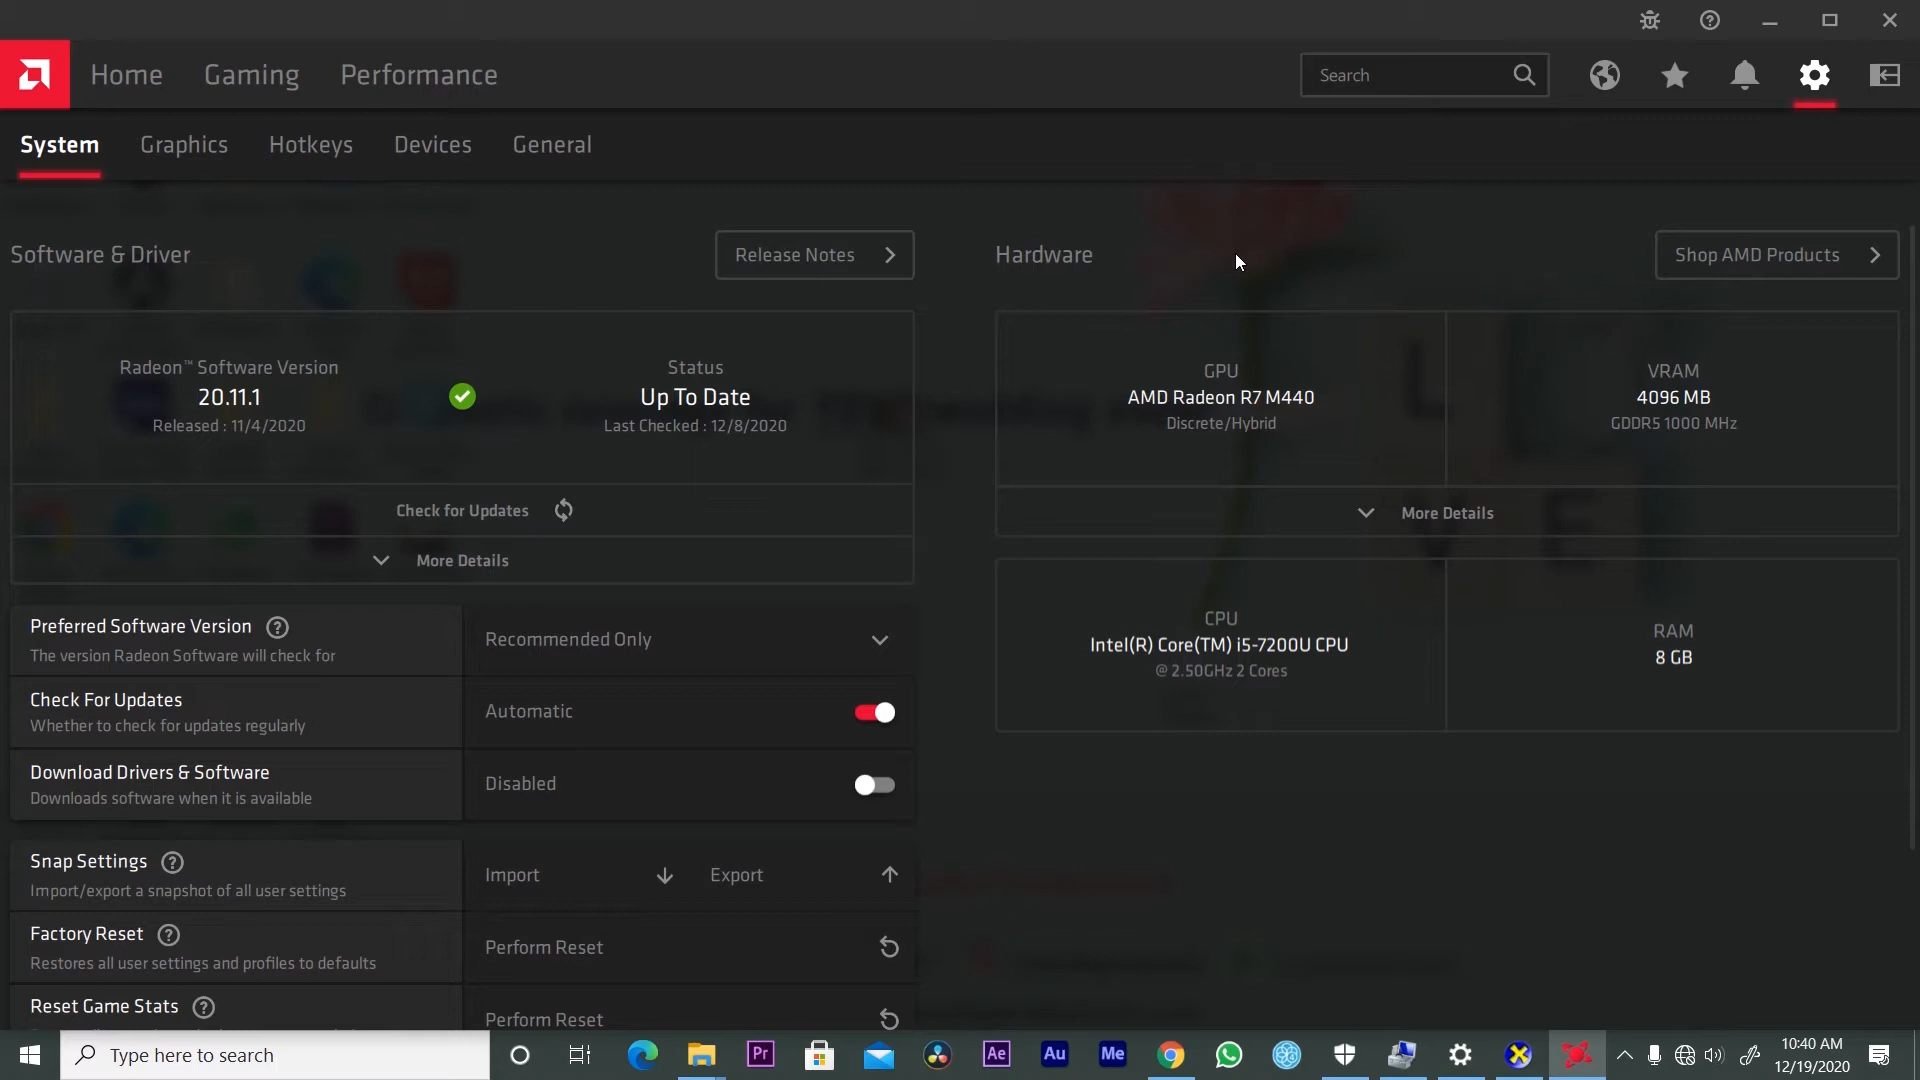 Home
Gaming
Performance
Search
System
Graphics
Hotkeys
Devices
General
Software & Driver
Release Notes
Radeon™ Software Version
20.11.1
Released : 11/4/2020
Status
Up To Date
Last Checked : 12/8/2020
Check for Updates
More Details
Preferred Software Version
The version Radeon Software will check for
Recommended Only
Check For Updates
Whether to check for updates regularly
Automatic
Download Drivers & Software
Downloads software when it is available
Disabled
Snap Settings
Import/export a snapshot of all user settings
Import
Export
Factory Reset
Restores all user settings and profiles to defaults
Perform Reset
Reset Game Stats
Perform Reset
Hardware
Shop AMD Products
GPU
AMD Radeon R7 M440
Discrete/Hybrid
VRAM
4096 MB
GDDR5 1000 MHz
More Details
CPU
Intel(R) Core(TM) i5-7200U CPU
@ 2.50GHz 2 Cores
RAM
8 GB
Type here to search
Pr
Ae
Au
Me
10:40 AM
12/19/2020